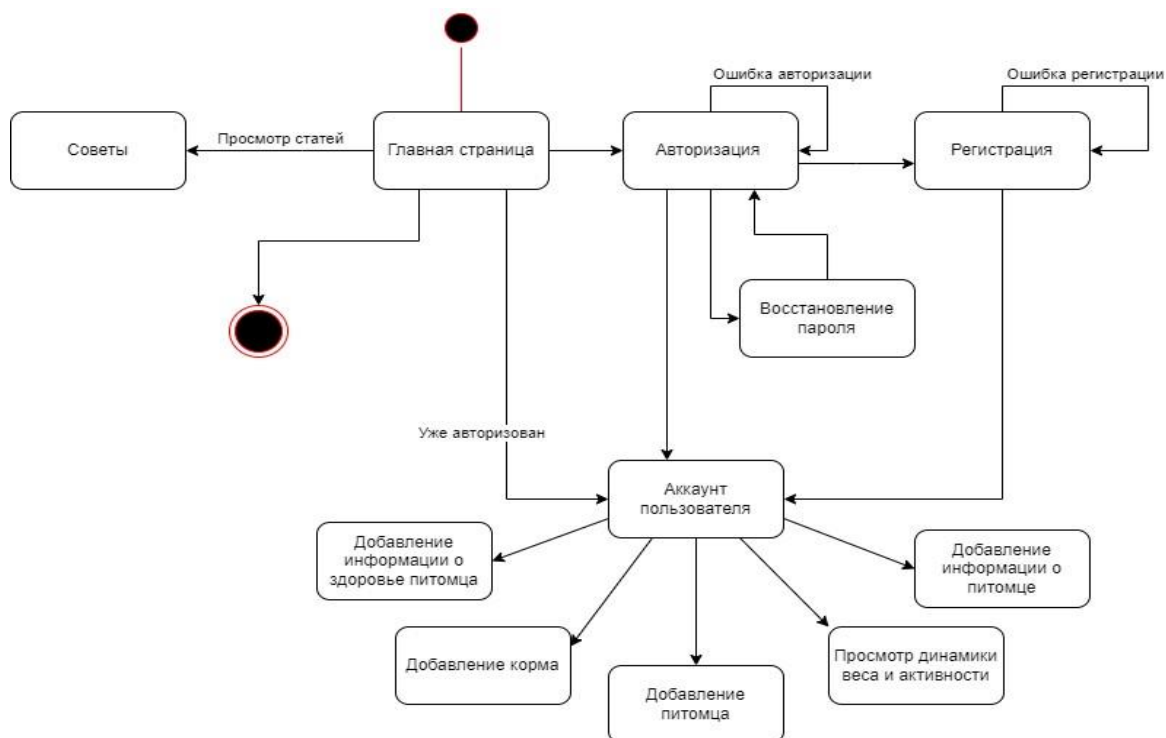 Ошибка авторизации
Ошибка регистрации
Советы
Просмотр статей
Главная страница
Авторизация
Регистрация
Восстановление
пароля
Уже авторизован
Аккаунт
пользователя
Добавление
информации о
здоровье питомца
Добавление
информации о
питомце
Добавление корма
Просмотр динамики
веса и активности
Добавление
питомца